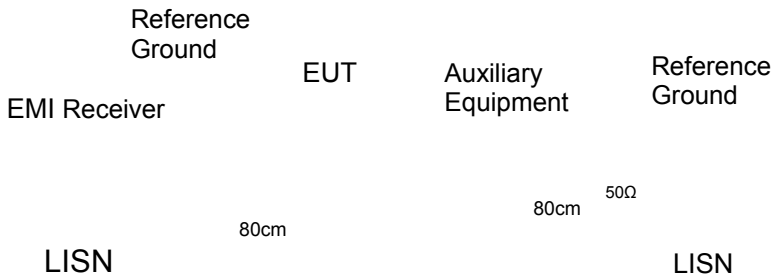 Reference
Ground
EUT
Auxiliary
Equipment
Reference
Ground
EMI Receiver
50Ω
80cm
80cm
LISN
LISN